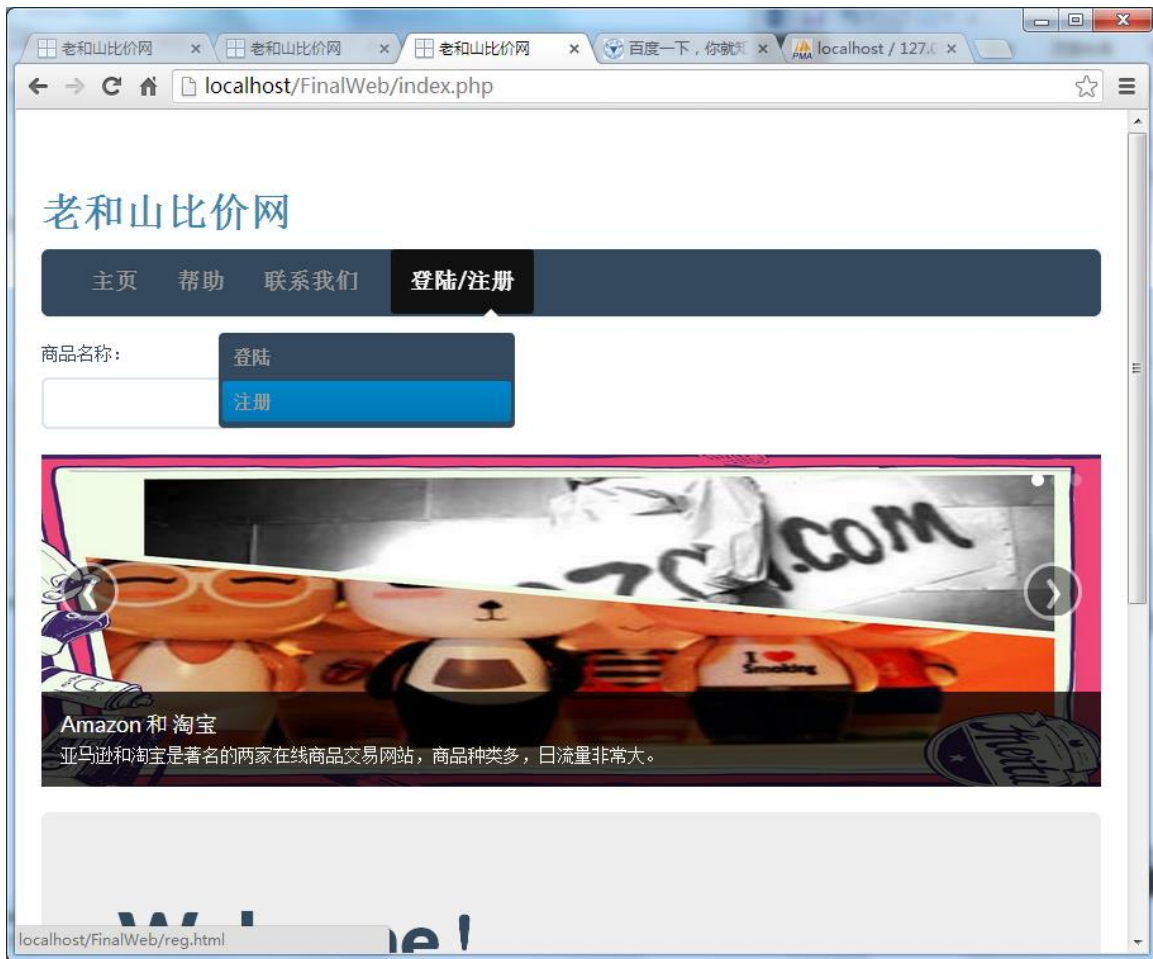 老和山比价网
老和山比价网
老和山比价网
百度一下，你就
localhost / 127.
localhost/FinalWeb/index.php
老和山比价网
主页 帮助 联系我们 登陆/注册
商品名称：
登陆
注册
.com
I
Smoking
Amazon 和 淘宝
亚马逊和淘宝是著名的两家在线商品交易网站，商品种类多，日流量非常大。
localhost/FinalWeb/reg.html